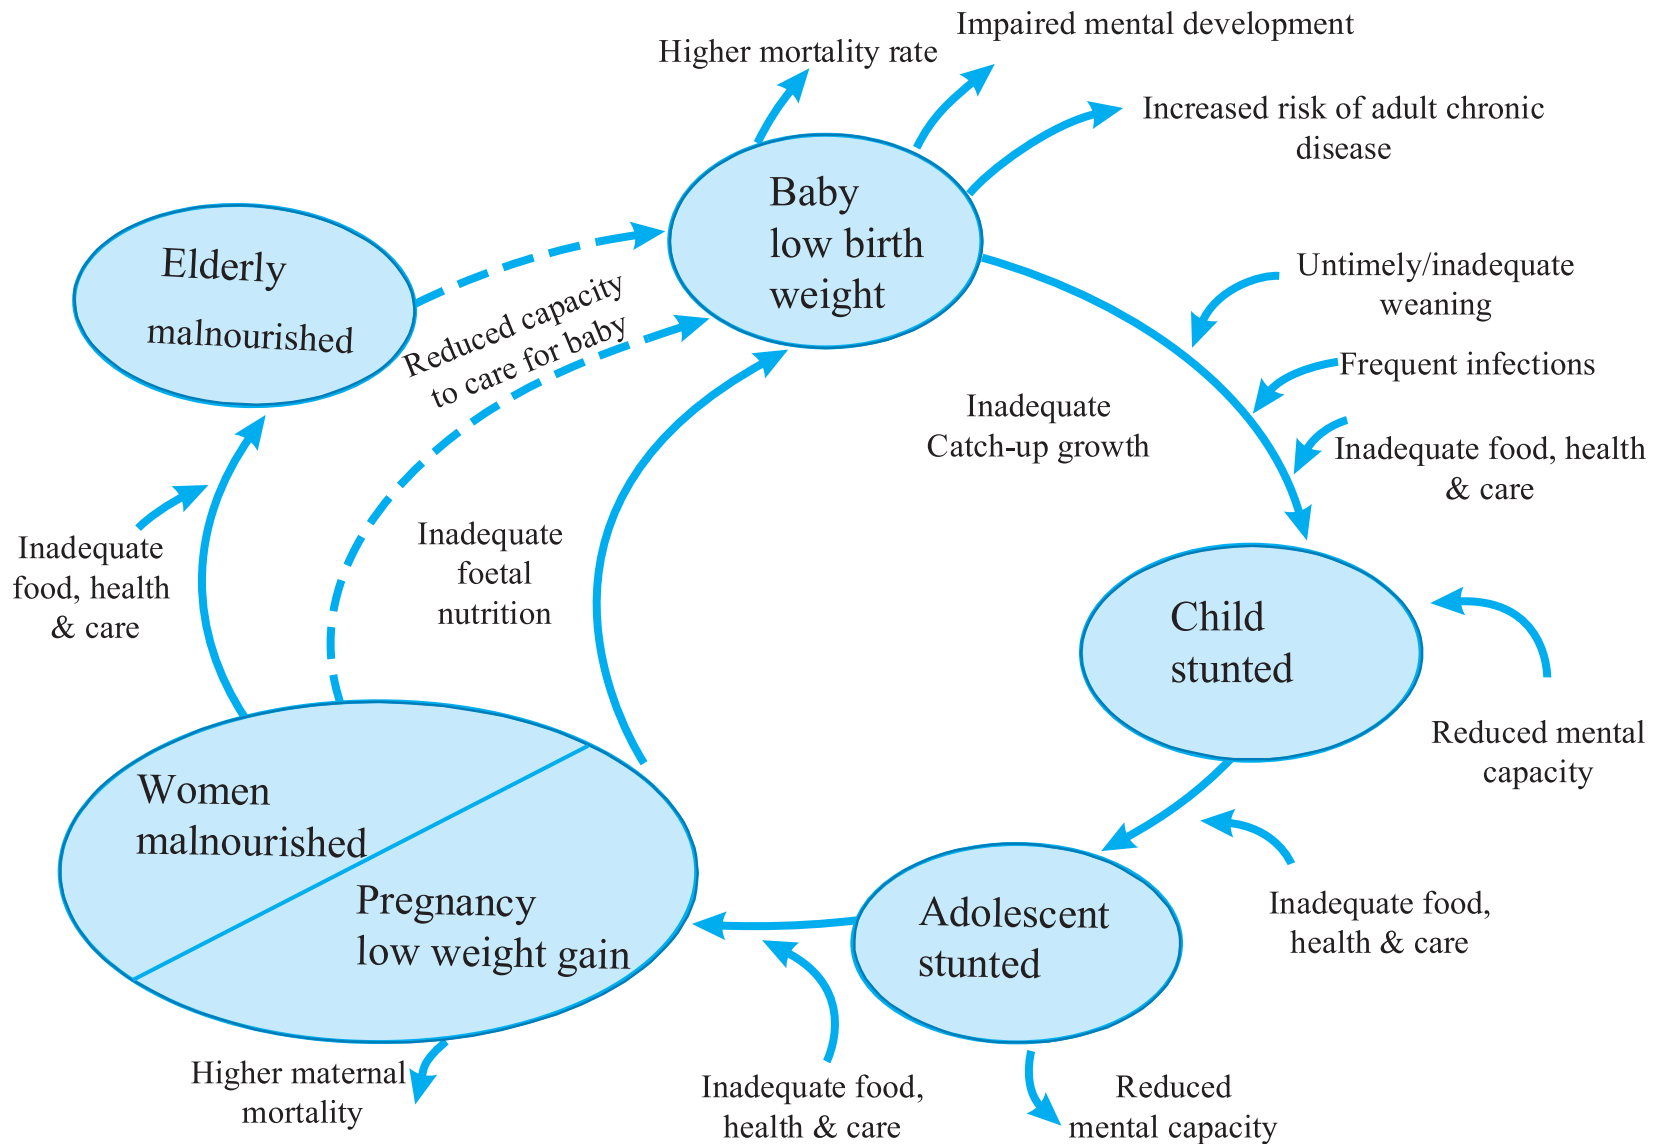 Impaired mental development
Higher mortality rate
Increased risk of adult chronic
disease
Baby
low birth
weight
Elderly
malnourished
Untimely/inadequate
weaning
Reduced capacity
to care for baby
Frequent infections
Inadequate
Catch-up growth
Inadequate food, health
& care
Inadequate
foetal
nutrition
Inadequate
food, health
& care
Child
stunted
Reduced mental
capacity
Women
malnourished
Pregnancy
low weight gain
Adolescent
stunted
Inadequate food,
health & care
Higher maternal
mortality
Inadequate food,
health & care
Reduced
mental capacity